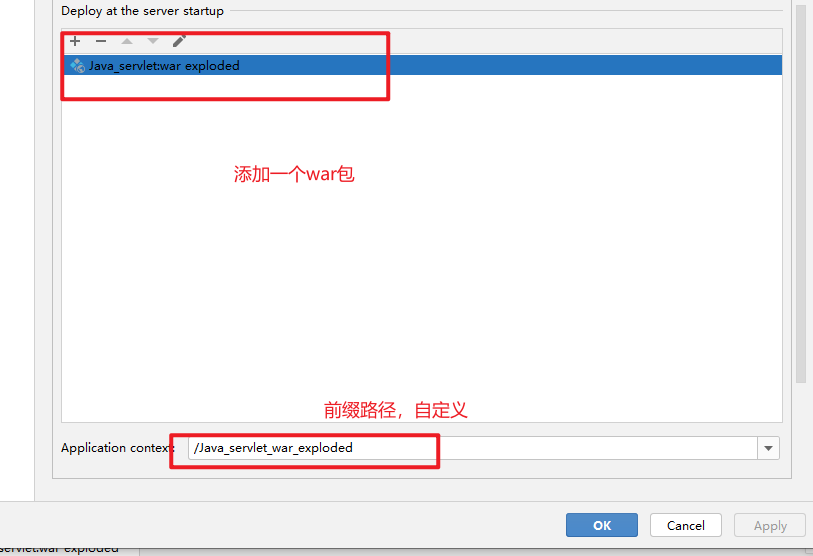 Deploy at the server startup
Java_servlet:war exploded
添加一个war包
前缀路径，自定义
Application context:
/Java_servlet_war_exploded
OK
Cancel
Apply
servlet:war exploded